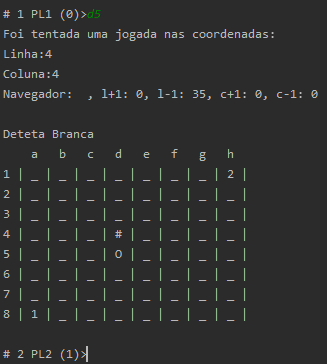 # 1 PL1 (0)>d5
Foi tentada uma jogada nas coordenadas:
Linha:4
Coluna:4
Navegador:  , l+1: 0, l-1: 35, c+1: 0, c-1: 0
Deteta Branca
a b c d e f g h
1 | _ | _ | _ | _ | _ | _ | _ | 2 |
2 | _ | _ | _ | _ | _ | _ | _ | _ |
3 | _ | _ | _ | _ | _ | _ | _ | _ |
4 | _ | _ | _ | # | _ | _ | _ | _ |
5 | _ | _ | _ | O | _ | _ | _ | _ |
6 | _ | _ | _ | _ | _ | _ | _ | _ |
7 | _ | _ | _ | _ | _ | _ | _ | _ |
8 | 1 | _ | _ | _ | _ | _ | _ | _ |
# 2 PL2 (1)>